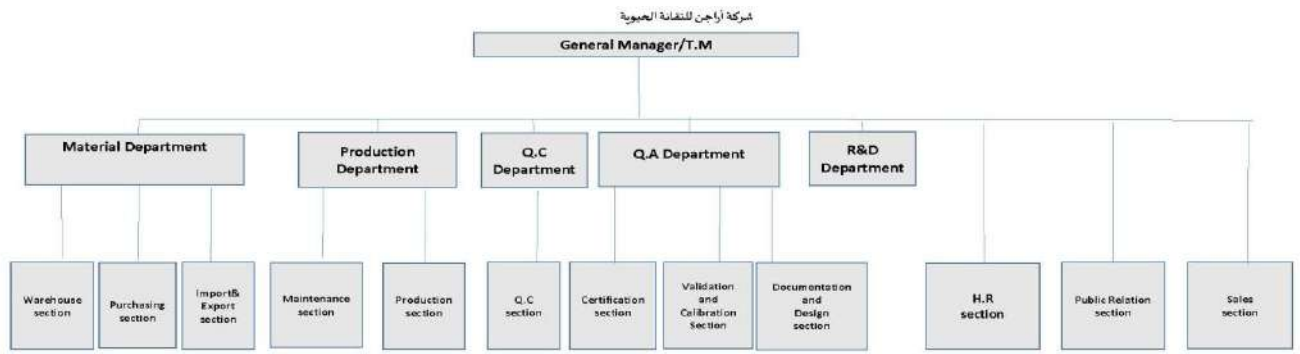 شركة أراجن للتقانة الحيوية
General Manager/T.M
Material Department
Production
Department
Q.C
Department
Q.A Department
R&D
Department
Warehouse
section
Purchasing
section
Import&
Export
section
Maintenance
section
Production
section
Q.C
section
Certification
section
Validation
and
Calibration
Section
Documentation
and
Design
section
H.R
section
Public Relation
section
Sales
section